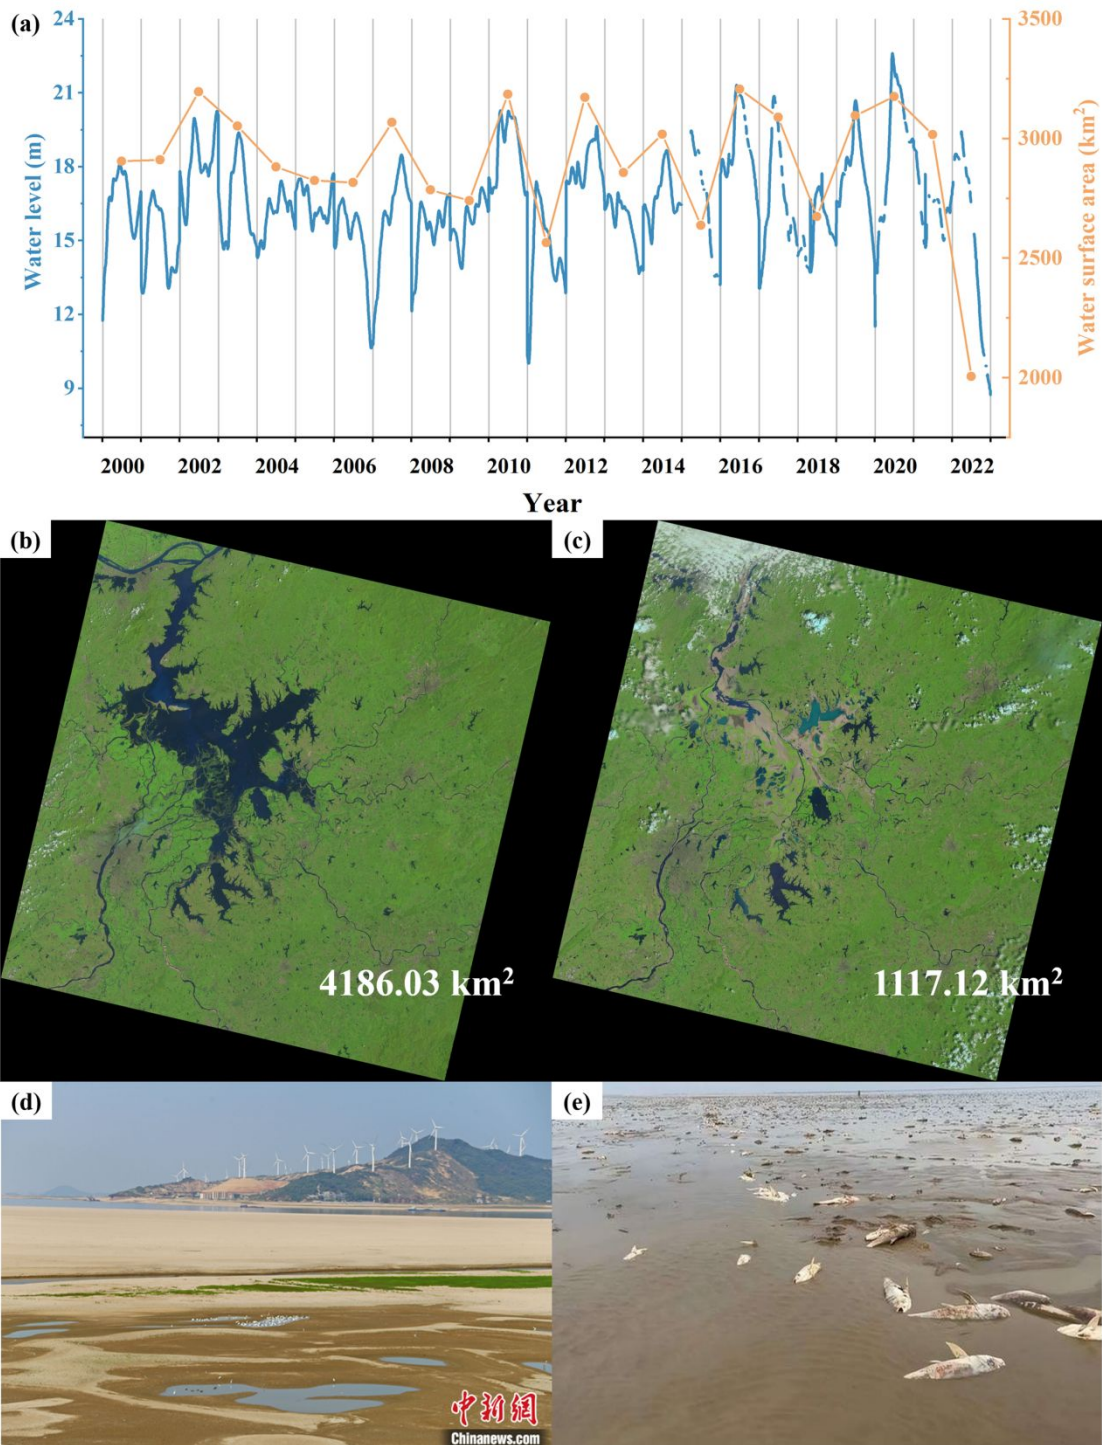 (a)
24
21
18
15
12
9
Water level (m)
3500
3000
2500
2000
Water surface area (km²)
2000 2002 2004 2006 2008 2010 2012 2014 2016 2018 2020 2022
Year
(b)
4186.03 km²
(c)
1117.12 km²
(d)
中新網
Chinanews.com
(e)